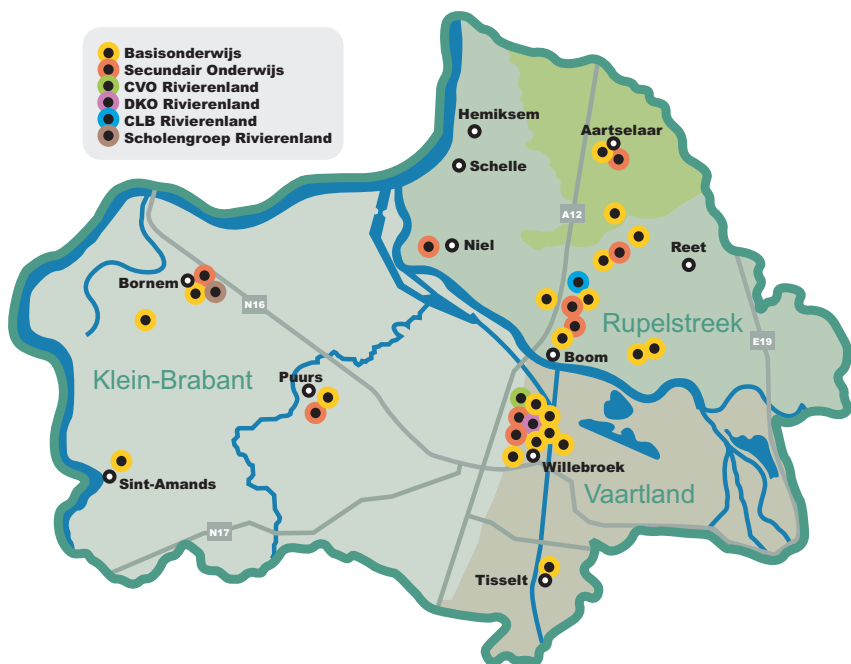 Basisonderwijs
Secundair Onderwijs
CVO Rivierenland
DKO Rivierenland
CLB Rivierenland
Scholengroep Rivierenland
Hemiksem
Aartselaar
Schelle
A12
Niel
Reet
Bornem
N16
Rupelstreek
E19
Boom
Klein-Brabant
Puurs
Willebroek
Sint-Amands
Vaartland
N17
Tisselt